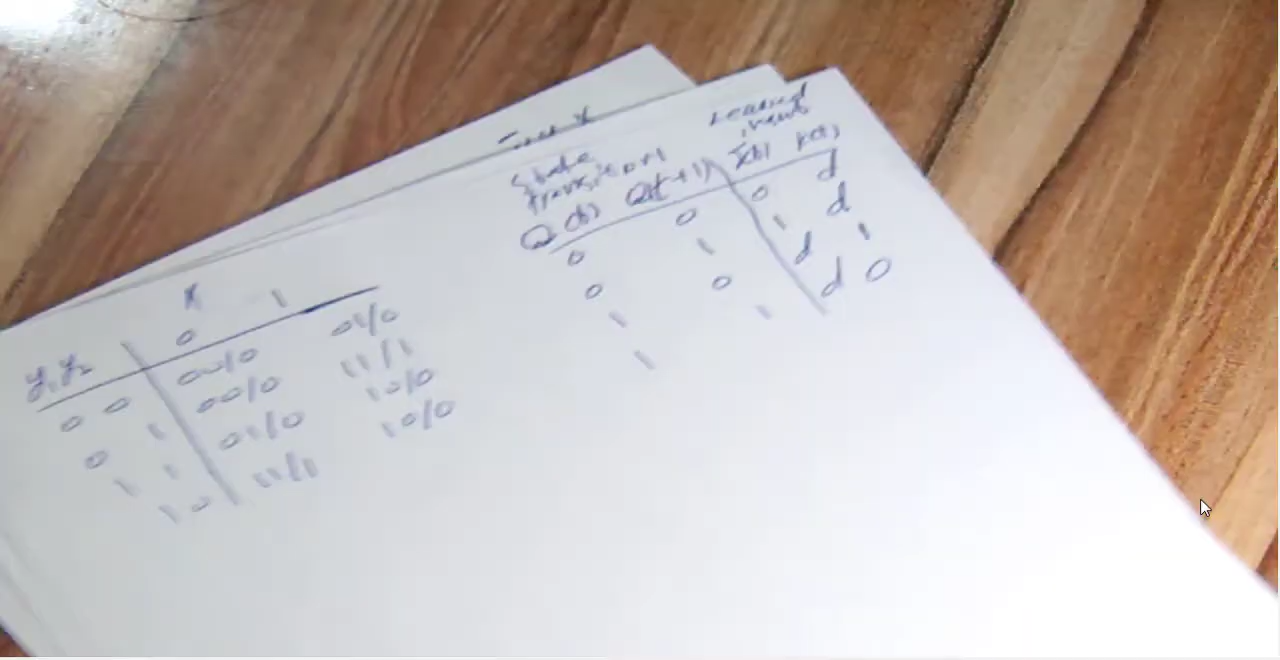 x
0 1
y₁y₂
0 0 00/0 01/0
0 1 00/0 11/1
1 1 01/0 10/0
1 0 11/1 10/0
State
transition
Required
Q(t) Q(t+1) J(t) K(t)
0 0 0 d
0 1 1 d
1 0 d 1
1 1 d 0